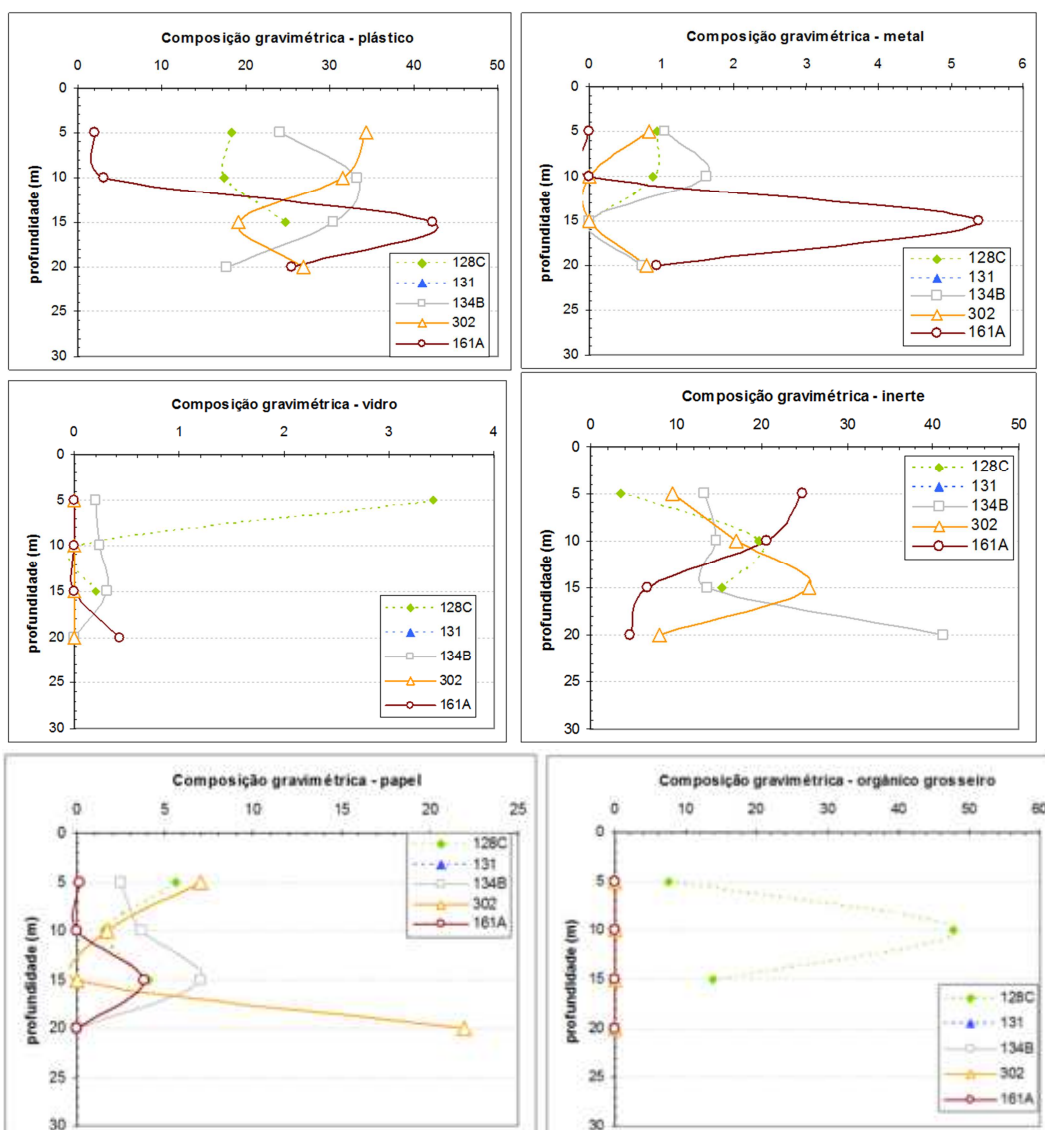 Composição gravimétrica - plástico
0 10 20 30 40 50
0
5
10
15
20
25
30
profundidade (m)
128C
131
134B
302
161A
Composição gravimétrica - metal
0 1 2 3 4 5 6
0
5
10
15
20
25
30
profundidade (m)
128C
131
134B
302
161A
Composição gravimétrica - vidro
0 1 2 3 4
0
5
10
15
20
25
30
profundidade (m)
128C
131
134B
302
161A
Composição gravimétrica - inerte
0 10 20 30 40 50
0
5
10
15
20
25
30
profundidade (m)
128C
131
134B
302
161A
Composição gravimétrica - papel
0 5 10 15 20 25
0
5
10
15
20
25
30
profundidade (m)
128C
131
134B
302
161A
Composição gravimétrica - orgânico grosseiro
0 10 20 30 40 50 60
0
5
10
15
20
25
30
profundidade (m)
128C
131
134B
302
161A